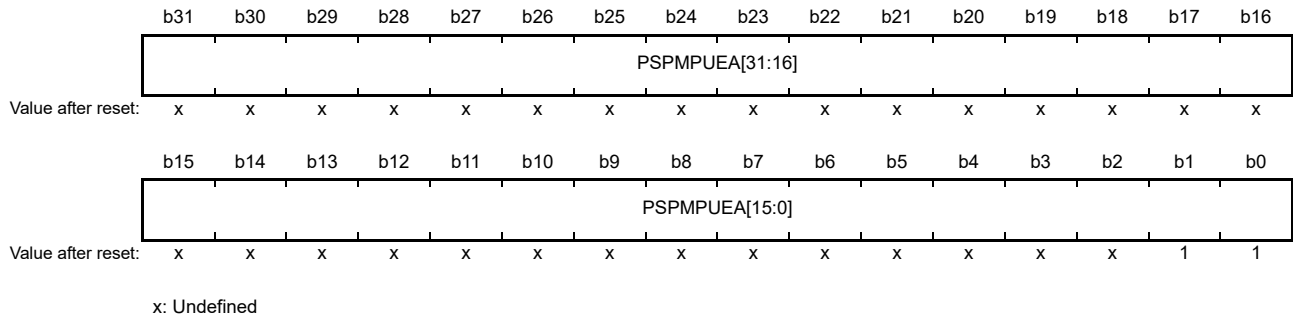 b31 b30 b29 b28 b27 b26 b25 b24 b23 b22 b21 b20 b19 b18 b17 b16
PSPMPUEA[31:16]
Value after reset: x x x x x x x x x x x x x x x x
b15 b14 b13 b12 b11 b10 b9 b8 b7 b6 b5 b4 b3 b2 b1 b0
PSPMPUEA[15:0]
Value after reset: x x x x x x x x x x x x x x 1 1
x: Undefined